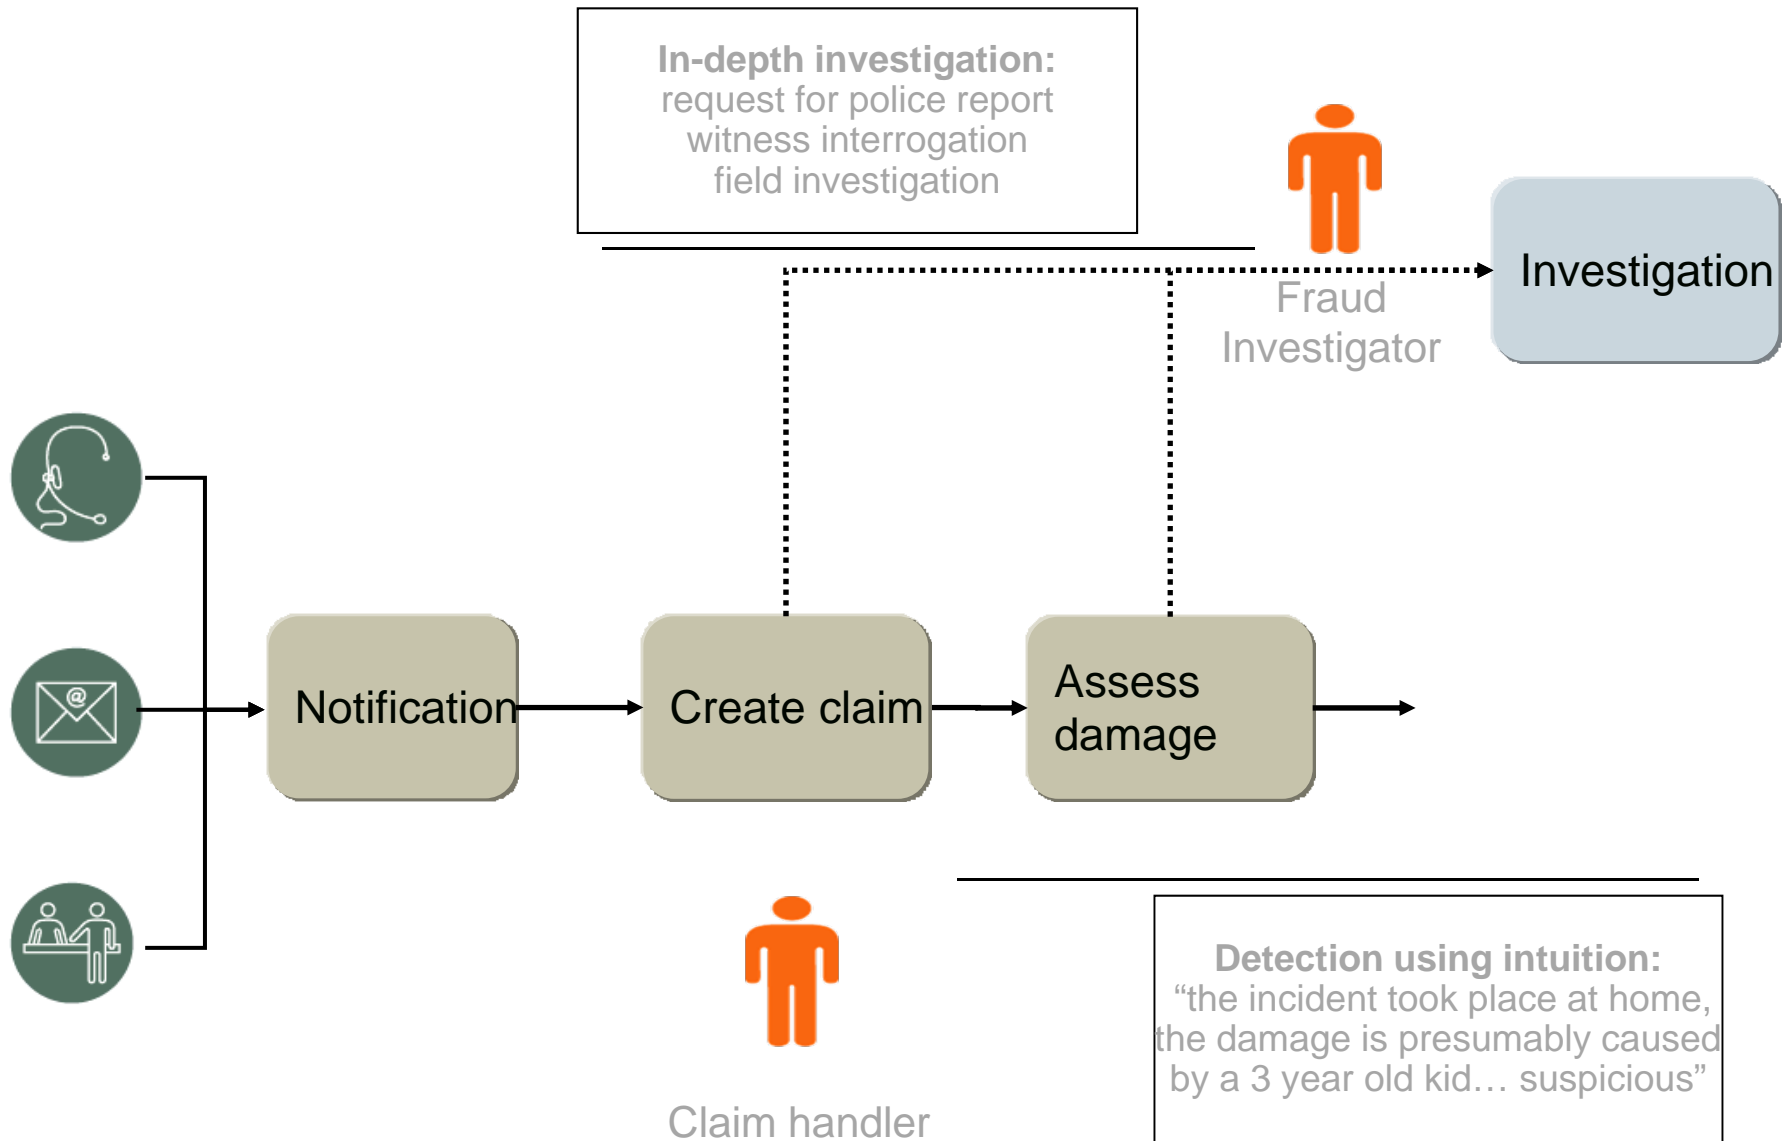 In-depth investigation:
request for police report
witness interrogation
field investigation
Investigation
Fraud
Investigator
@
Notification
Create claim
Assess
damage
Detection using intuition:
“the incident took place at home,
the damage is presumably caused
by a 3 year old kid… suspicious”
Claim handler